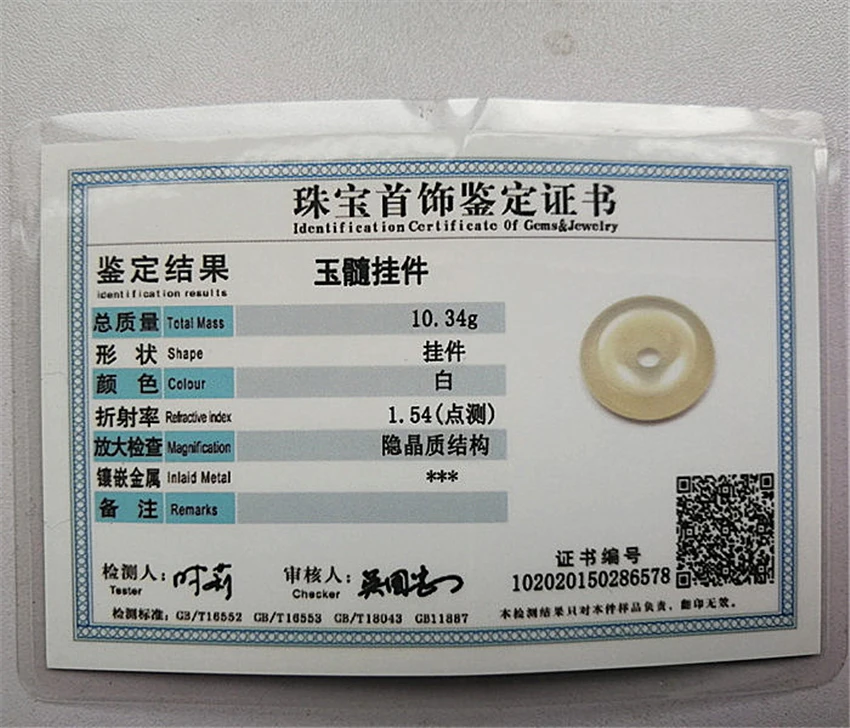 珠宝首饰鉴定证书
Identification Certificate Of Gems&Jewelry
鉴定结果 玉髓挂件
identification results
总质量 Total Mass 10.34g
形状 Shape 挂件
颜色 Colour 白
折射率 Refractive index 1.54(点测)
放大检查 Magnification 隐晶质结构
镶嵌金属 Inlaid Metal ***
备注 Remarks
证书编号
检测人: 审核人:
Tester Checker
102020150286578
检测标准: GB/T16552 GB/T16553 GB/T18043 GB11887 本检测结果只对本件样品负责,翻印无效。